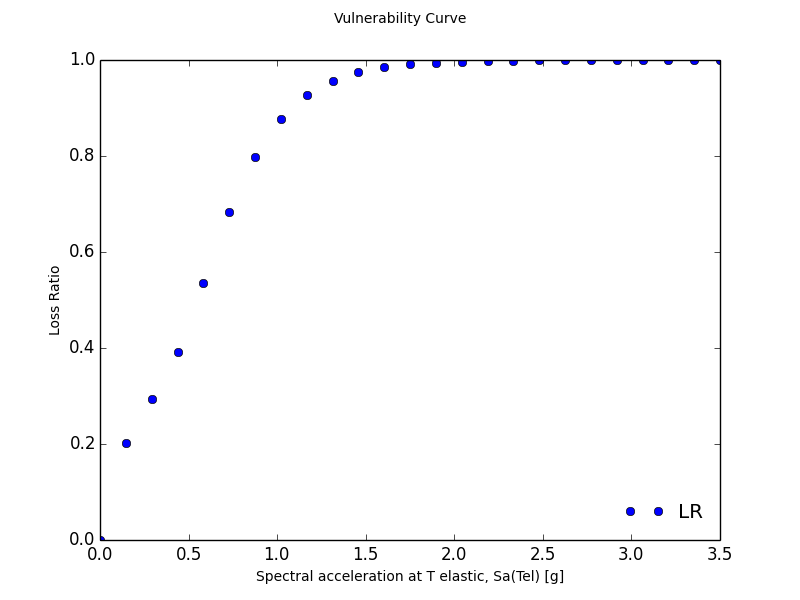 Vulnerability Curve
1.0
0.8
0.6
0.4
0.2
0.0
Loss Ratio
LR
0.0 0.5 1.0 1.5 2.0 2.5 3.0 3.5
Spectral acceleration at T elastic, Sa(Tel) [g]